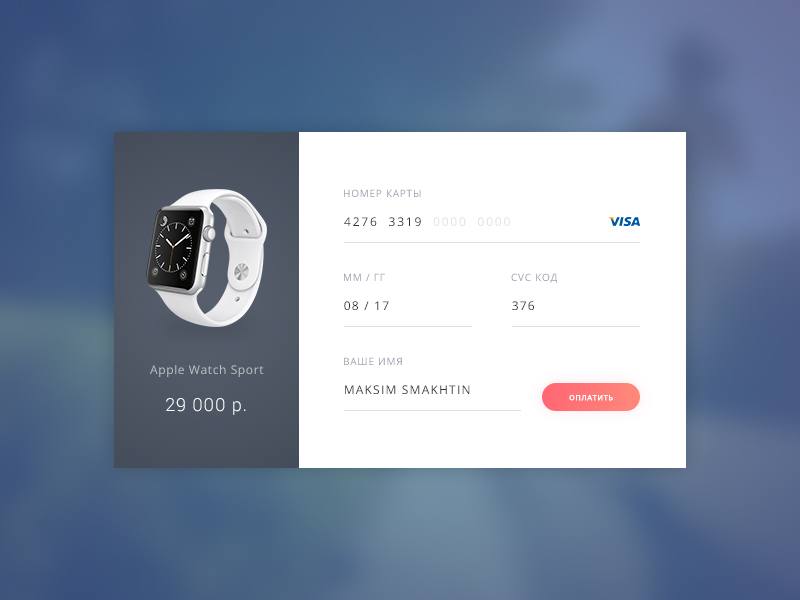 Apple Watch Sport
29 000 р.
НОМЕР КАРТЫ
4276 3319 0000 0000
VISA
ММ / ГГ
08 / 17
CVC КОД
376
ВАШЕ ИМЯ
MAKSIM SMAKHTIN
ОПЛАТИТЬ